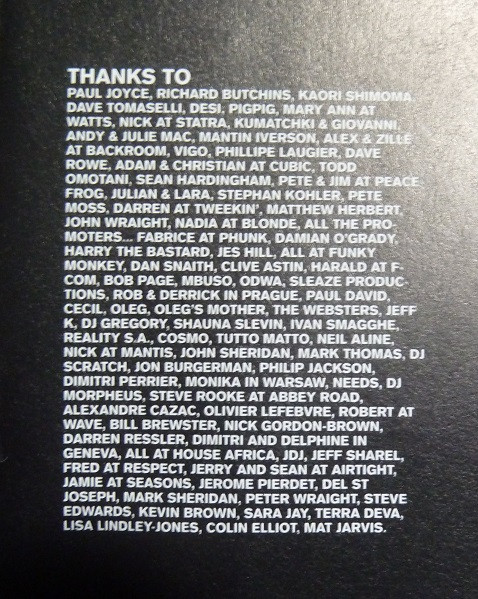 THANKS TO
PAUL JOYCE, RICHARD BUTCHINS, KAORI SHIMOMA,
DAVE TOMASELLI, DESI, PIGPIG, MARY ANN AT
WATTS, NICK AT STATRA, KUMATCHKI & GIOVANNI,
ANDY & JULIE MAC, MANTIN IVERSON, ALEX & ZILLE
AT BACKROOM, VIGO, PHILLIPE LAUGIER, DAVE
ROWE, ADAM & CHRISTIAN AT CUBIC, TODD
OMOTANI, SEAN HARDINGHAM, PETE & JIM AT PEACE
FROG, JULIAN & LARA, STEPHAN KOHLER, PETE
MOSS, DARREN AT TWEEKIN', MATTHEW HERBERT,
JOHN WRAIGHT, NADIA AT BLONDE, ALL THE PRO-
MOTERS... FABRICE AT PHUNK, DAMIAN O'GRADY,
HARRY THE BASTARD, JES HILL, ALL AT FUNKY
MONKEY, DAN SNAITH, CLIVE ASTIN, HARALD AT F-
COM, BOB PAGE, MBUSO, ODWA, SLEAZE PRODUC-
TIONS, ROB & DERRICK IN PRAGUE, PAUL DAVID,
CECIL, OLEG, OLEG'S MOTHER, THE WEBSTERS, JEFF
K, DJ GREGORY, SHAUNA SLEVIN, IVAN SMAGGHE,
REALITY S.A., COSMO, TUTTO MATTO, NEIL ALINE,
NICK AT MANTIS, JOHN SHERIDAN, MARK THOMAS, DJ
SCRATCH, JON BURGERMAN, PHILIP JACKSON,
DIMITRI PERRIER, MONIKA IN WARSAW, NEEDS, DJ
MORPHEUS, STEVE ROOKE AT ABBEY ROAD,
ALEXANDRE CAZAC, OLIVIER LEFEBVRE, ROBERT AT
WAVE, BILL BREWSTER, NICK GORDON-BROWN,
DARREN RESSLER, DIMITRI AND DELPHINE IN
GENEVA, ALL AT HOUSE AFRICA, JDJ, JEFF SHAREL,
FRED AT RESPECT, JERRY AND SEAN AT AIRTIGHT,
JAMIE AT SEASONS, JEROME PIERDET, DEL ST
JOSEPH, MARK SHERIDAN, PETER WRAIGHT, STEVE
EDWARDS, KEVIN BROWN, SARA JAY, TERRA DEVA,
LISA LINDLEY-JONES, COLIN ELLIOT, MAT JARVIS.